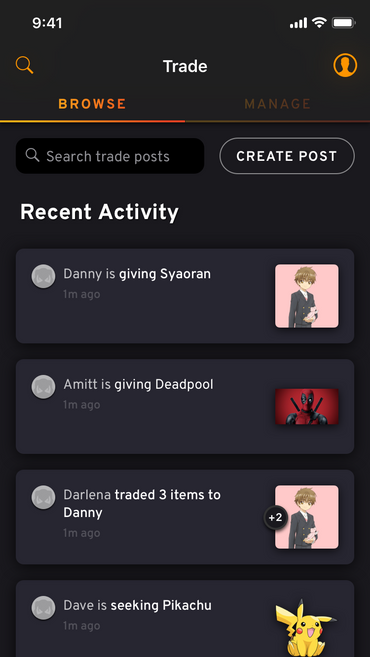 9:41
Trade
BROWSE
MANAGE
Search trade posts
CREATE POST
Recent Activity
Danny is giving Syaoran
1m ago
Amitt is giving Deadpool
1m ago
Darlena traded 3 items to
Danny
1m ago
+2
Dave is seeking Pikachu
1m ago